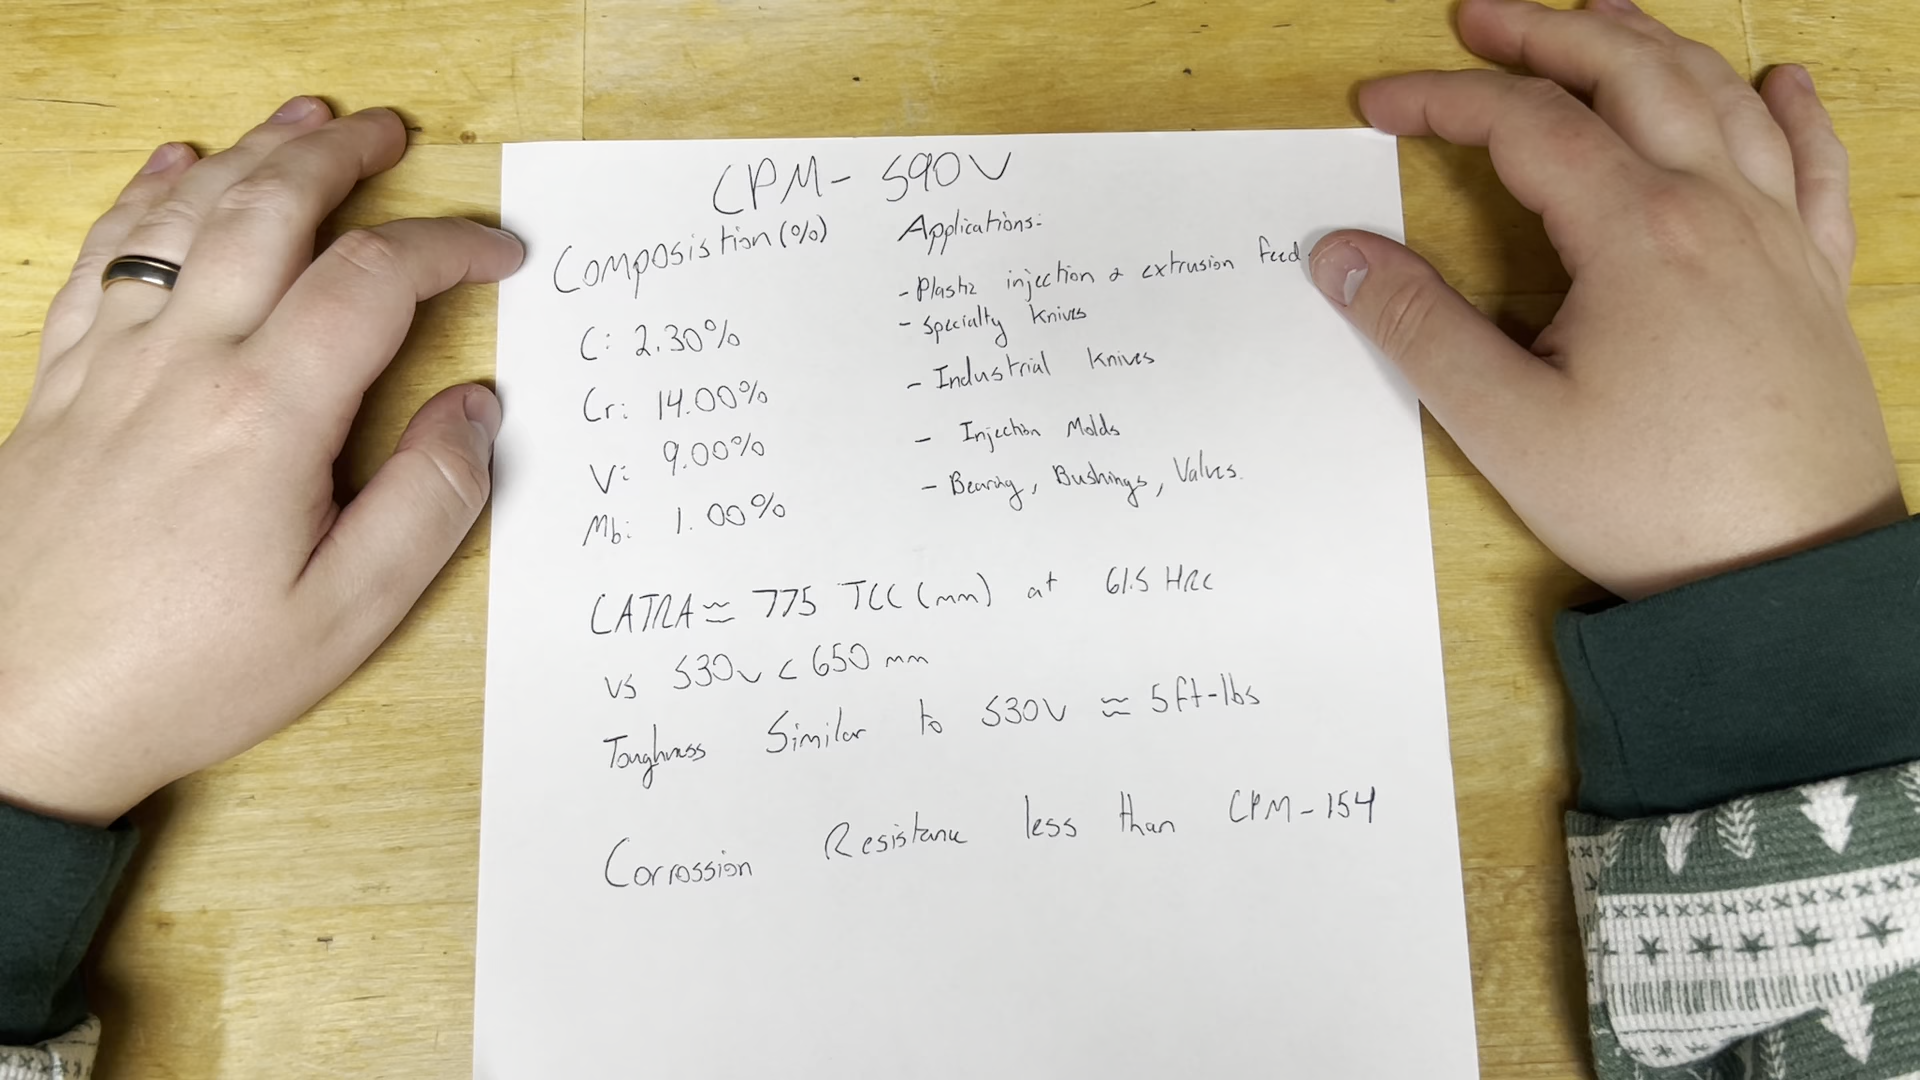 CPM- S90V
Composistion (%)
C: 2.30%
Cr: 14.00%
V: 9.00%
Mb: 1.00%
Applications:
- Plastic injection & extrusion feed
- Specialty Knives
- Industrial Knives
- Injection Molds
- Bearing, Bushings, Valves.
CATRA ≈ 775 TCC (mm) at 61.5 HRC
vs S30V < 650 mm
Toughness Similar to S30V ≈ 5ft-lbs
Corrossion Resistance less than CPM-154